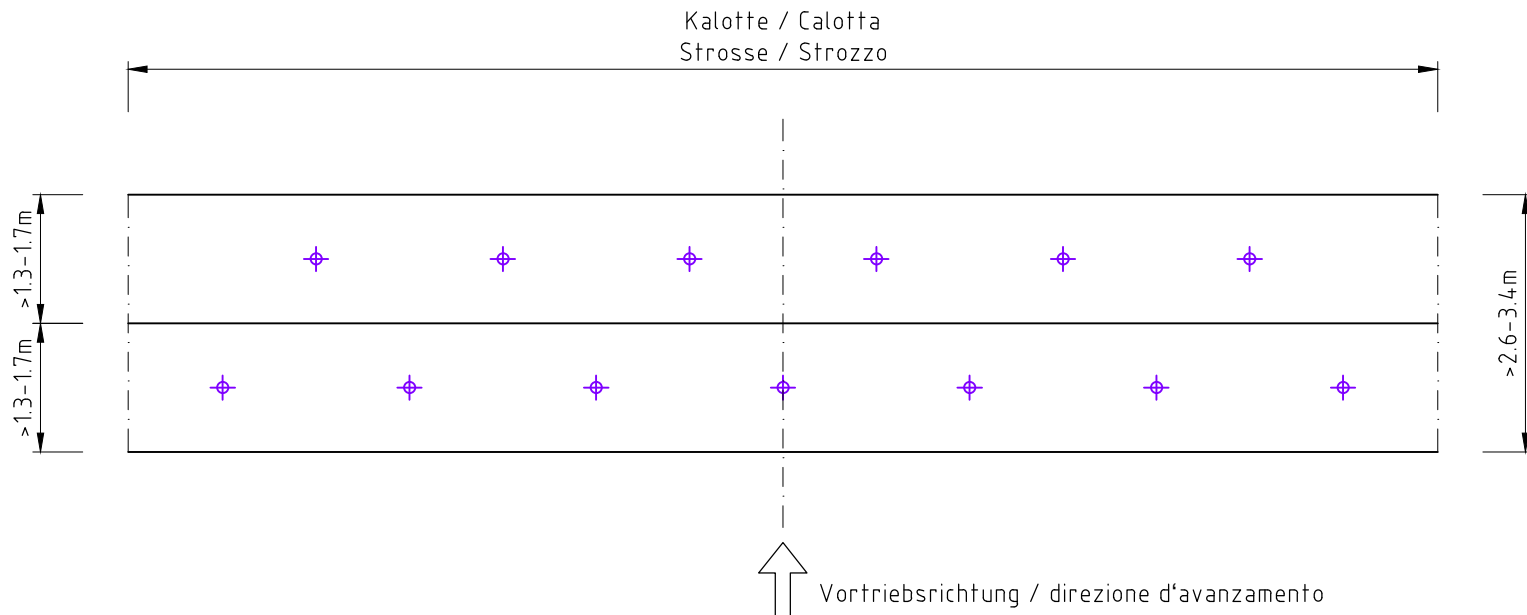 Kalotte / Calotta
Strosse / Strozzo
>1.3-1.7m
>1.3-1.7m
>2.6-3.4m
Vortriebsrichtung / direzione d'avanzamento